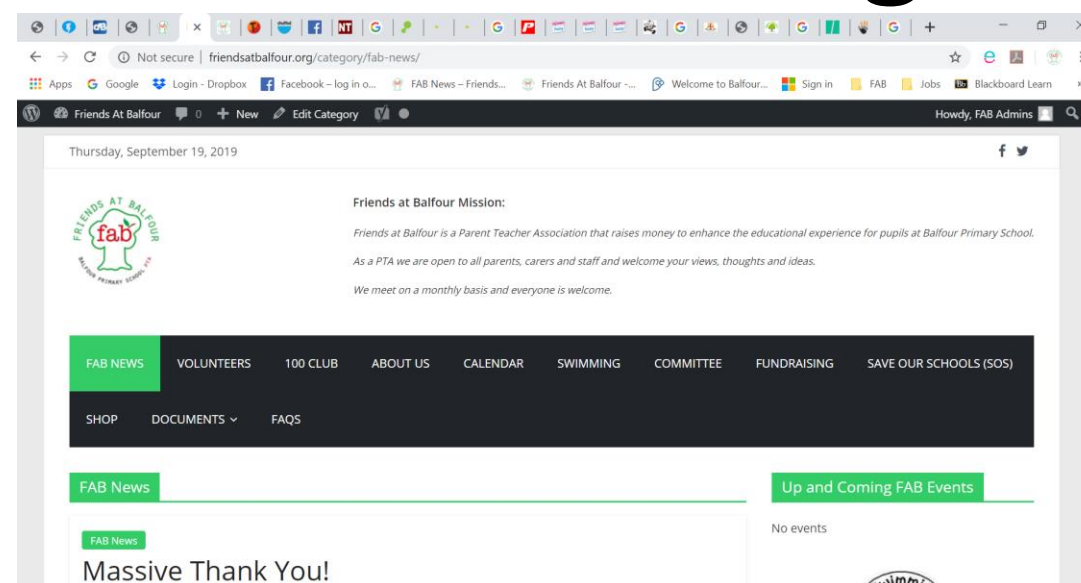 Not secure | friendsatbalfour.org/category/fab-news/
Apps Google Login - Dropbox Facebook – log in o... FAB News – Friends... Friends At Balfour -... Welcome to Balfour... Sign in FAB Jobs Blackboard Learn
Friends At Balfour 0 New Edit Category Howdy, FAB Admins
Thursday, September 19, 2019
FRIENDS AT BALFOUR
fab
BALFOUR PRIMARY SCHOOL PTA
Friends at Balfour Mission:
Friends at Balfour is a Parent Teacher Association that raises money to enhance the educational experience for pupils at Balfour Primary School.
As a PTA we are open to all parents, carers and staff and welcome your views, thoughts and ideas.
We meet on a monthly basis and everyone is welcome.
FAB NEWS VOLUNTEERS 100 CLUB ABOUT US CALENDAR SWIMMING COMMITTEE FUNDRAISING SAVE OUR SCHOOLS (SOS)
SHOP DOCUMENTS FAQS
FAB News
Up and Coming FAB Events
FAB News
No events
Massive Thank You!